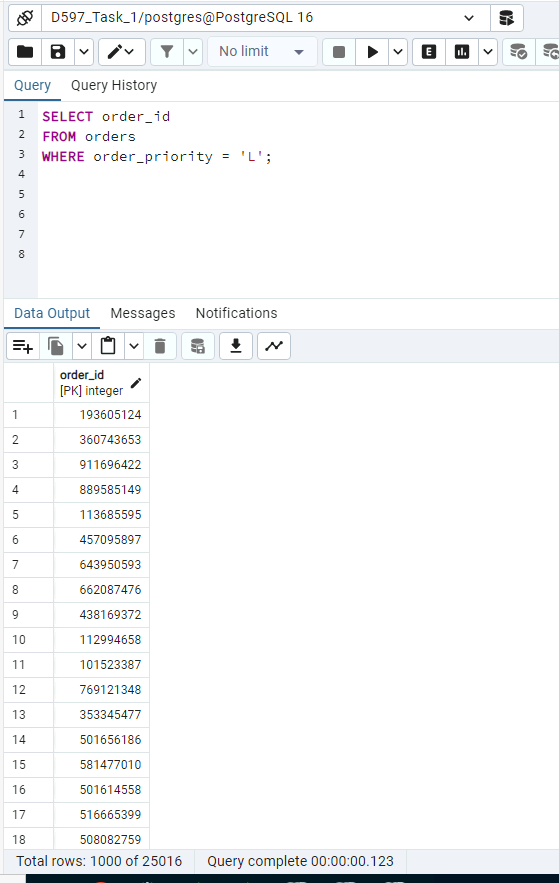 D597_Task_1/postgres@PostgreSQL 16
No limit
E
Query Query History
1 SELECT order_id
2 FROM orders
3 WHERE order_priority = 'L';
4
5
6
7
8
Data Output Messages Notifications
order_id
[PK] integer
1 193605124
2 360743653
3 911696422
4 889585149
5 113685595
6 457095897
7 643950593
8 662087476
9 438169372
10 112994658
11 101523387
12 769121348
13 353345477
14 501656186
15 581477010
16 501614558
17 516665399
18 508082759
Total rows: 1000 of 25016 Query complete 00:00:00.123